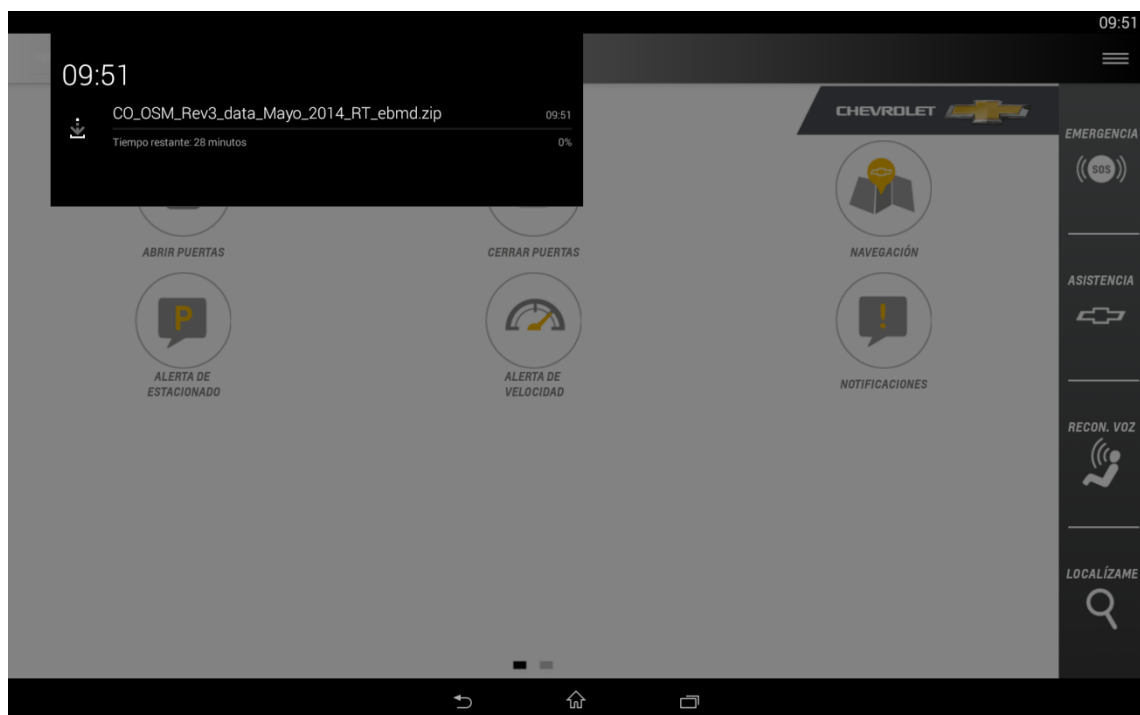 09:51
09:51
CO_OSM_Rev3_data_Mayo_2014_RT_ebmd.zip
09:51
Tiempo restante: 28 minutos
0%
CHEVROLET
ABRIR PUERTAS
CERRAR PUERTAS
NAVEGACIÓN
P
ALERTA DE
ESTACIONADO
ALERTA DE
VELOCIDAD
!
NOTIFICACIONES
EMERGENCIA
SOS
ASISTENCIA
RECON. VOZ
LOCALÍZAME